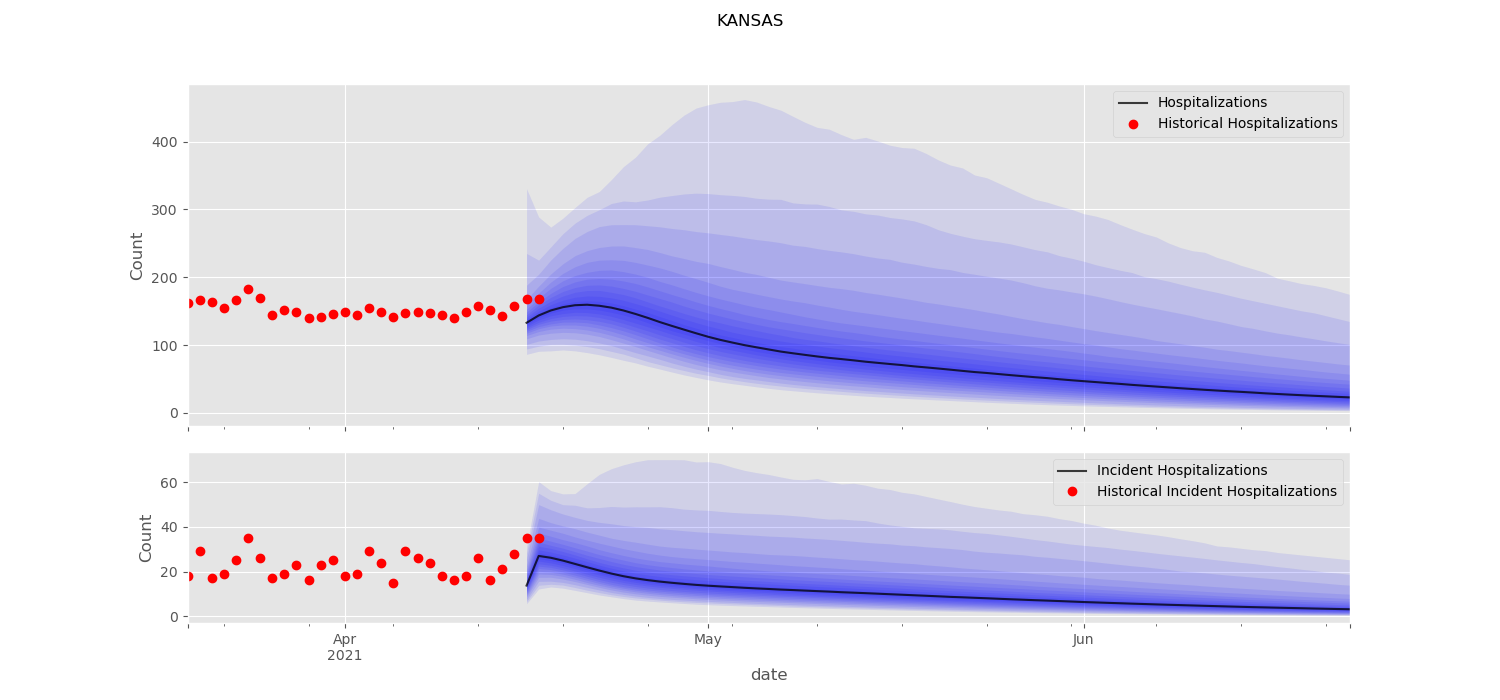 KANSAS
Count
400
300
200
100
0
Hospitalizations
Historical Hospitalizations
Count
60
40
20
0
Incident Hospitalizations
Historical Incident Hospitalizations
Apr
2021
May
Jun
date